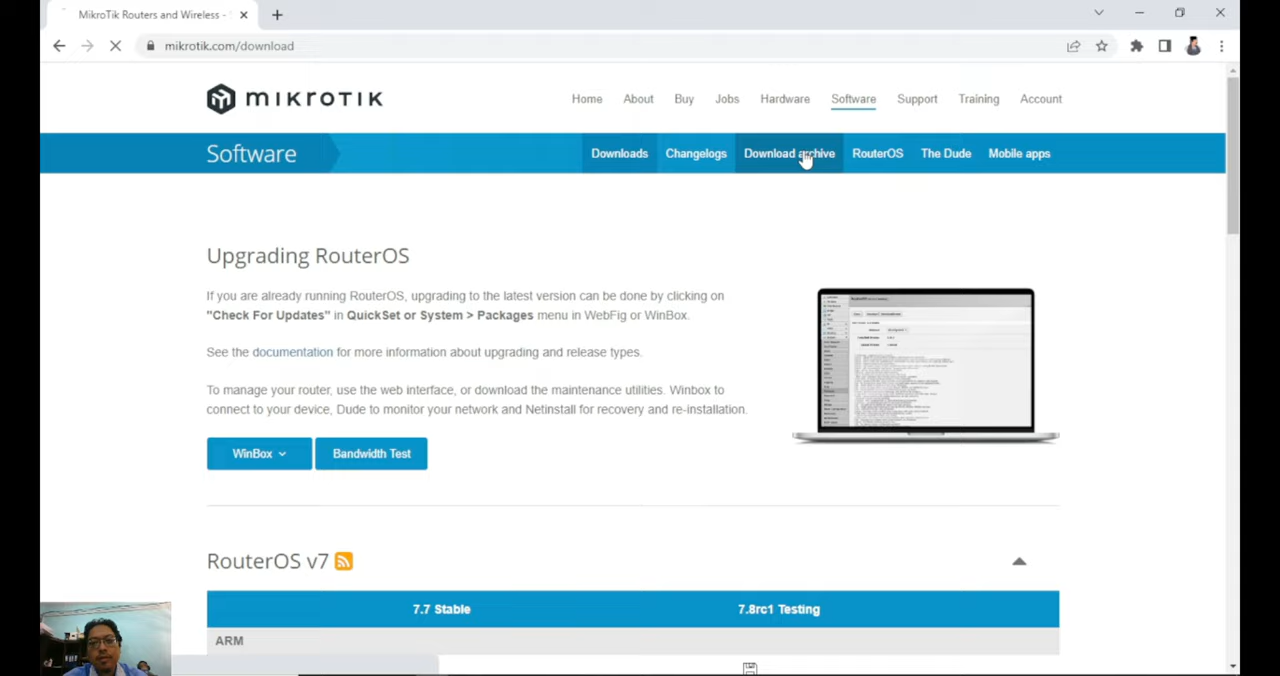 MikroTik Routers and Wireless -
mikrotik.com/download
MIKROTIK
Home About Buy Jobs Hardware Software Support Training Account
Software
Downloads Changelogs Download archive RouterOS The Dude Mobile apps
Upgrading RouterOS
If you are already running RouterOS, upgrading to the latest version can be done by clicking on
"Check For Updates" in QuickSet or System > Packages menu in WebFig or WinBox.
See the documentation for more information about upgrading and release types.
To manage your router, use the web interface, or download the maintenance utilities. Winbox to
connect to your device, Dude to monitor your network and Netinstall for recovery and re-installation.
WinBox Bandwidth Test
RouterOS v7
7.7 Stable 7.8rc1 Testing
ARM